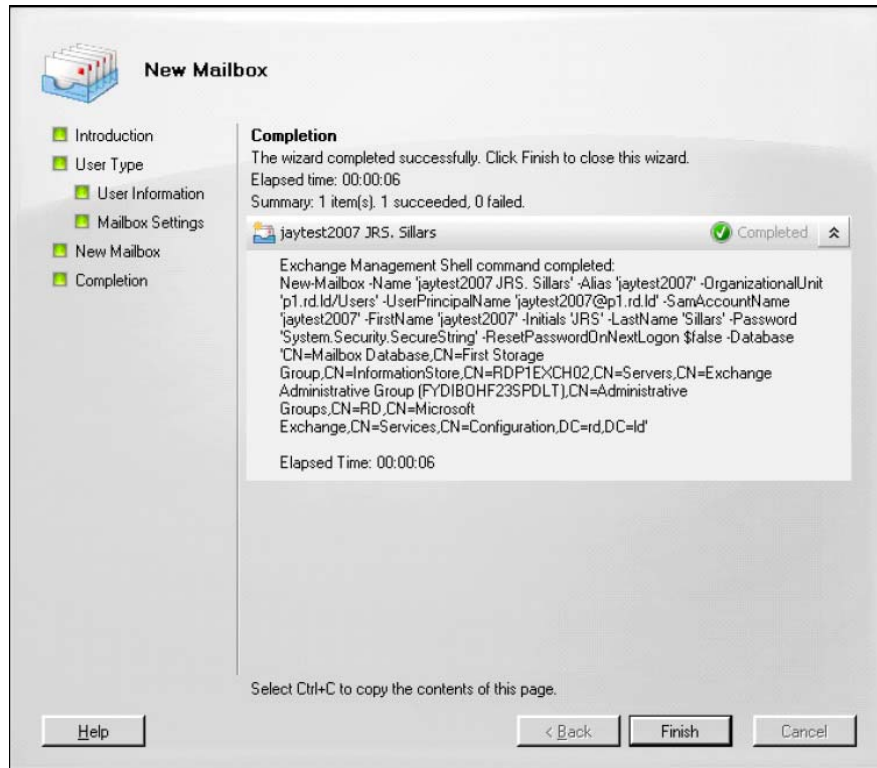 New Mailbox
Introduction
User Type
User Information
Mailbox Settings
New Mailbox
Completion
Completion
The wizard completed successfully. Click Finish to close this wizard.
Elapsed time: 00:00:06
Summary: 1 item(s). 1 succeeded, 0 failed.
jaytest2007 JRS. Sillars
Completed
Exchange Management Shell command completed:
New-Mailbox -Name 'jaytest2007 JRS. Sillars' -Alias 'jaytest2007' -OrganizationalUnit
'p1.rd.ld/Users' -UserPrincipalName 'jaytest2007@p1.rd.ld' -SamAccountName
'jaytest2007' -FirstName 'jaytest2007' -Initials 'JRS' -LastName 'Sillars' -Password
'System.Security.SecureString' -ResetPasswordOnNextLogon $false -Database
'CN=Mailbox Database,CN=First Storage
Group,CN=InformationStore,CN=RDP1EXCH02,CN=Servers,CN=Exchange
Administrative Group (FYDIBOHF23SPDLT),CN=Administrative
Groups,CN=RD,CN=Microsoft
Exchange,CN=Services,CN=Configuration,DC=rd,DC=ld'
Elapsed Time: 00:00:06
Select Ctrl+C to copy the contents of this page.
Help
< Back
Finish
Cancel